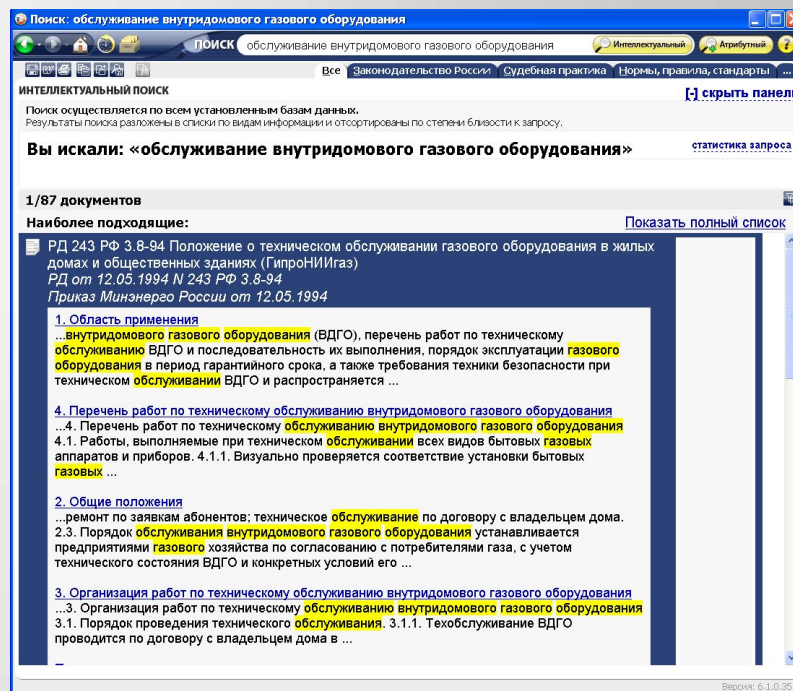 Поиск: обслуживание внутридомового газового оборудования
ПОИСК обслуживание внутридомового газового оборудования Интеллектуальный Атрибутный ?
Все Законодательство России Судебная практика Нормы, правила, стандарты ...
ИНТЕЛЛЕКТУАЛЬНЫЙ ПОИСК [-] скрыть панель
Поиск осуществляется по всем установленным базам данных.
Результаты поиска разложены в списки по видам информации и отсортированы по степени близости к запросу.
Вы искали: «обслуживание внутридомового газового оборудования» статистика запроса
1/87 документов
Наиболее подходящие: Показать полный список
РД 243 РФ 3.8-94 Положение о техническом обслуживании газового оборудования в жилых
домах и общественных зданиях (ГипроНИИгаз)
РД от 12.05.1994 N 243 РФ 3.8-94
Приказ Минэнерго России от 12.05.1994
1. Область применения
...внутридомового газового оборудования (ВДГО), перечень работ по техническому
обслуживанию ВДГО и последовательность их выполнения, порядок эксплуатации газового
оборудования в период гарантийного срока, а также требования техники безопасности при
техническом обслуживании ВДГО и распространяется ...
4. Перечень работ по техническому обслуживанию внутридомового газового оборудования
...4. Перечень работ по техническому обслуживанию внутридомового газового оборудования
4.1. Работы, выполняемые при техническом обслуживании всех видов бытовых газовых
аппаратов и приборов. 4.1.1. Визуально проверяется соответствие установки бытовых
газовых ...
2. Общие положения
...ремонт по заявкам абонентов; техническое обслуживание по договору с владельцем дома.
2.3. Порядок обслуживания внутридомового газового оборудования устанавливается
предприятиями газового хозяйства по согласованию с потребителями газа, с учетом
технического состояния ВДГО и конкретных условий его ...
3. Организация работ по техническому обслуживанию внутридомового газового оборудования
...3. Организация работ по техническому обслуживанию внутридомового газового оборудования
3.1. Порядок проведения технического обслуживания. 3.1.1. Техобслуживание ВДГО
проводится по договору с владельцем дома в ...
Версия: 6.1.0.35